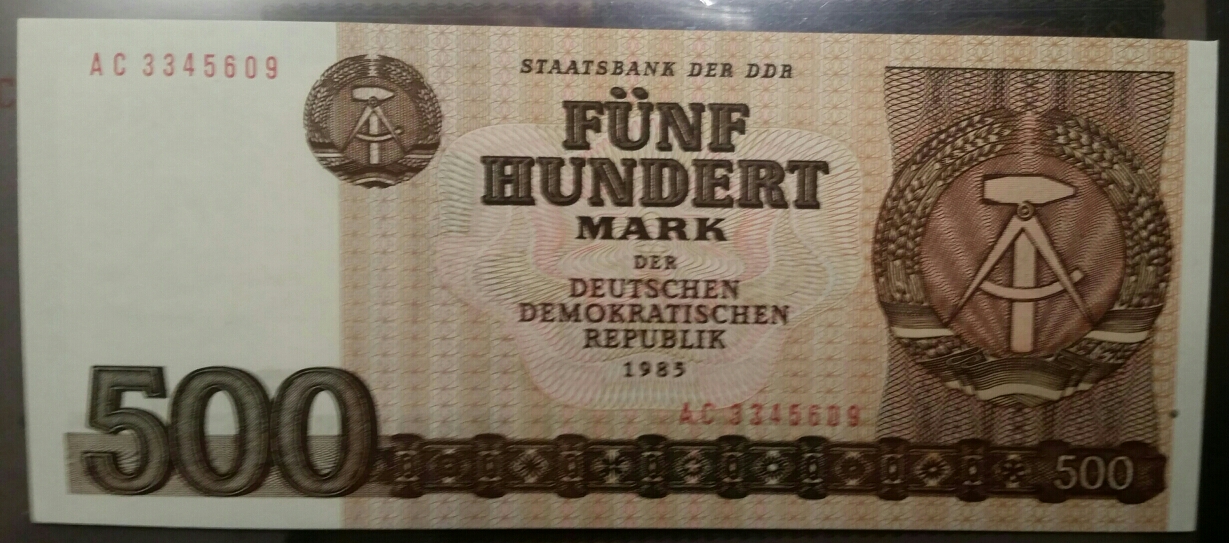 AC 3345609
STAATSBANK DER DDR
FÜNF
HUNDERT
MARK
DER
DEUTSCHEN
DEMOKRATISCHEN
REPUBLIK
1985
AC 3345609
500
500